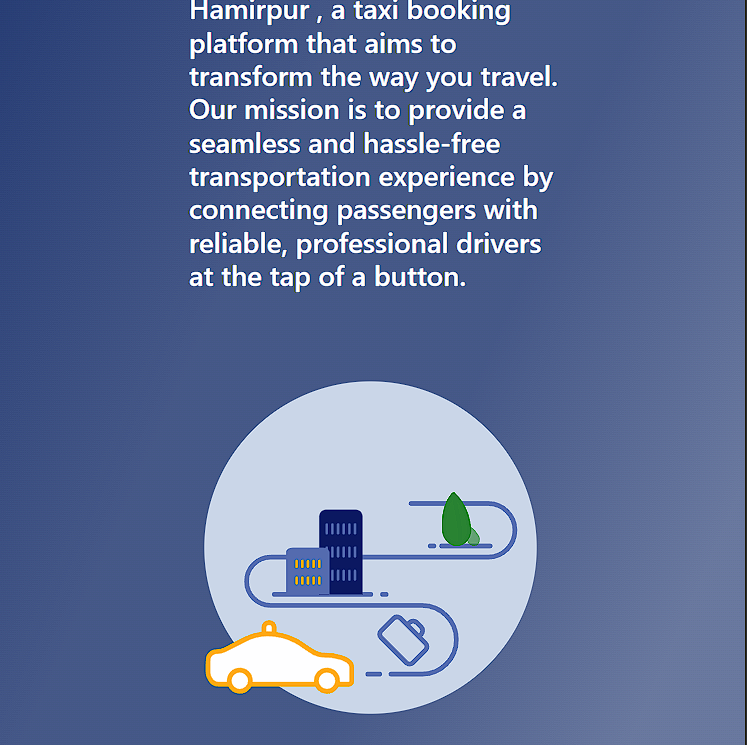 Hamirpur , a taxi booking
platform that aims to
transform the way you travel.
Our mission is to provide a
seamless and hassle-free
transportation experience by
connecting passengers with
reliable, professional drivers
at the tap of a button.